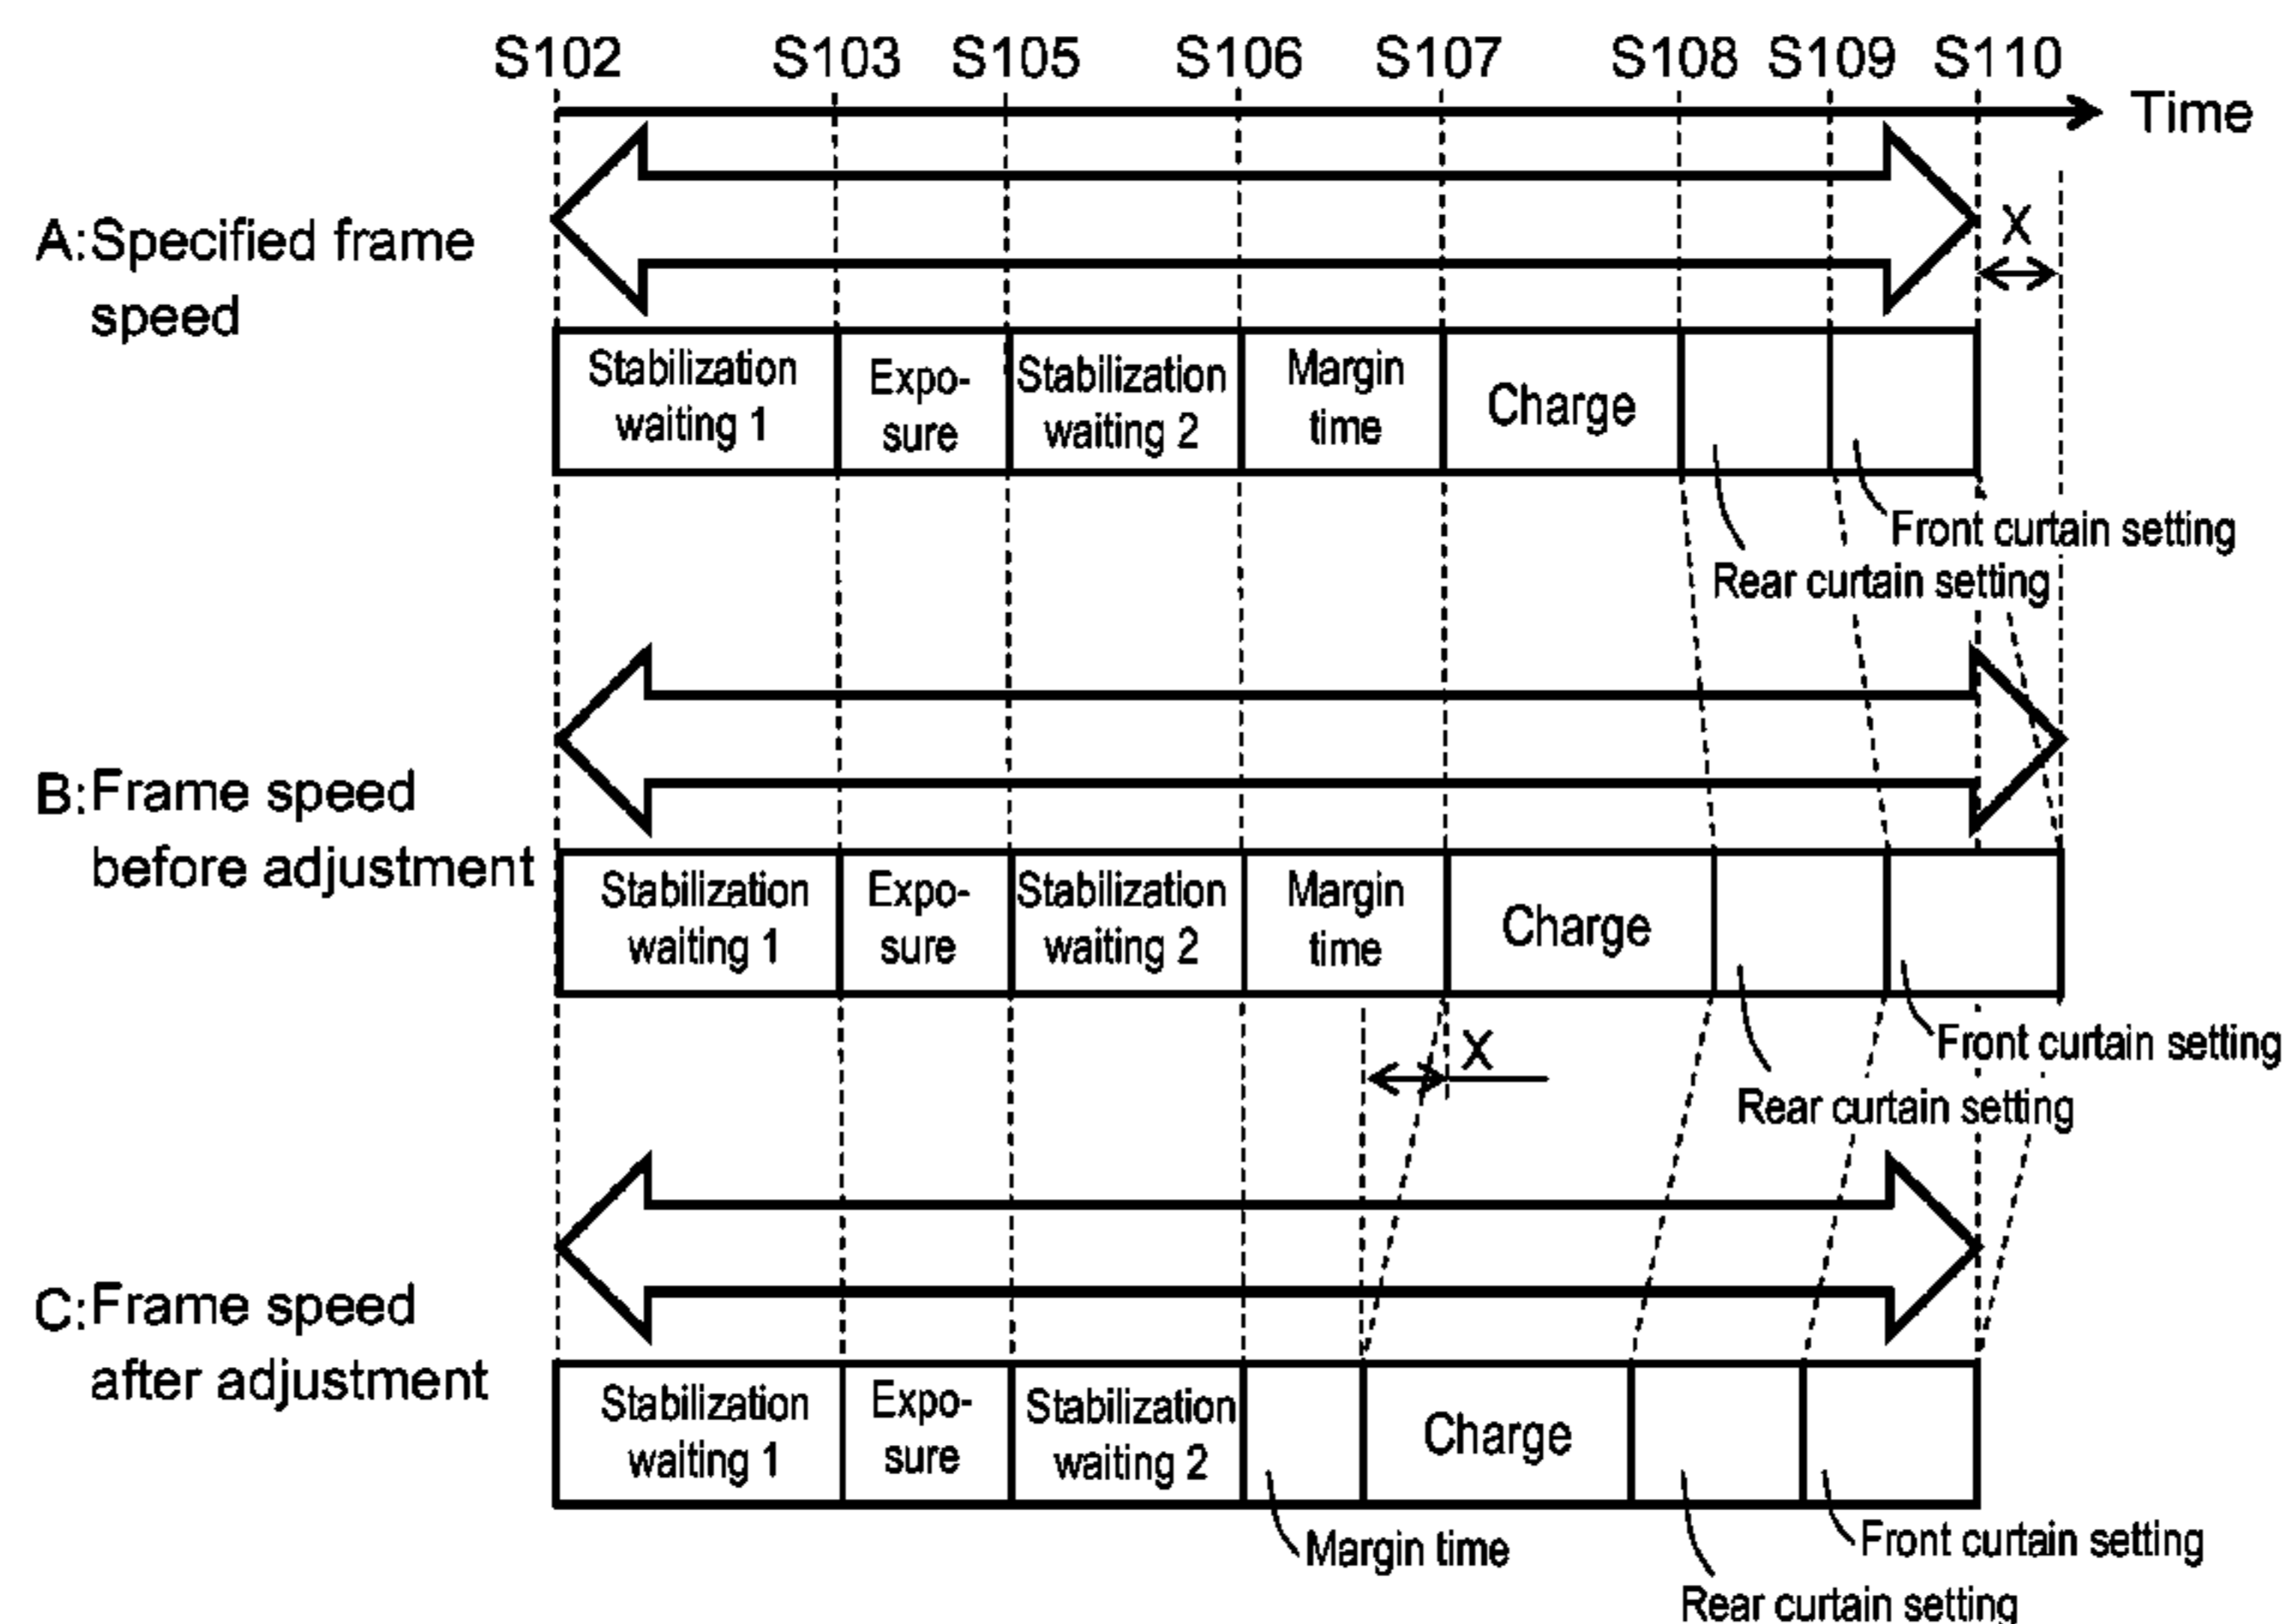 S102 S103 S105 S106 S107 S108 S109 S110
Time
A:Specified frame
speed
X
Stabilization
waiting 1
Expo-
sure
Stabilization
waiting 2
Margin
time
Charge
Front curtain setting
Rear curtain setting
B:Frame speed
before adjustment
Stabilization
waiting 1
Expo-
sure
Stabilization
waiting 2
Margin
time
Charge
Front curtain setting
X
Rear curtain setting
C:Frame speed
after adjustment
Stabilization
waiting 1
Expo-
sure
Stabilization
waiting 2
Charge
Margin time
Front curtain setting
Rear curtain setting